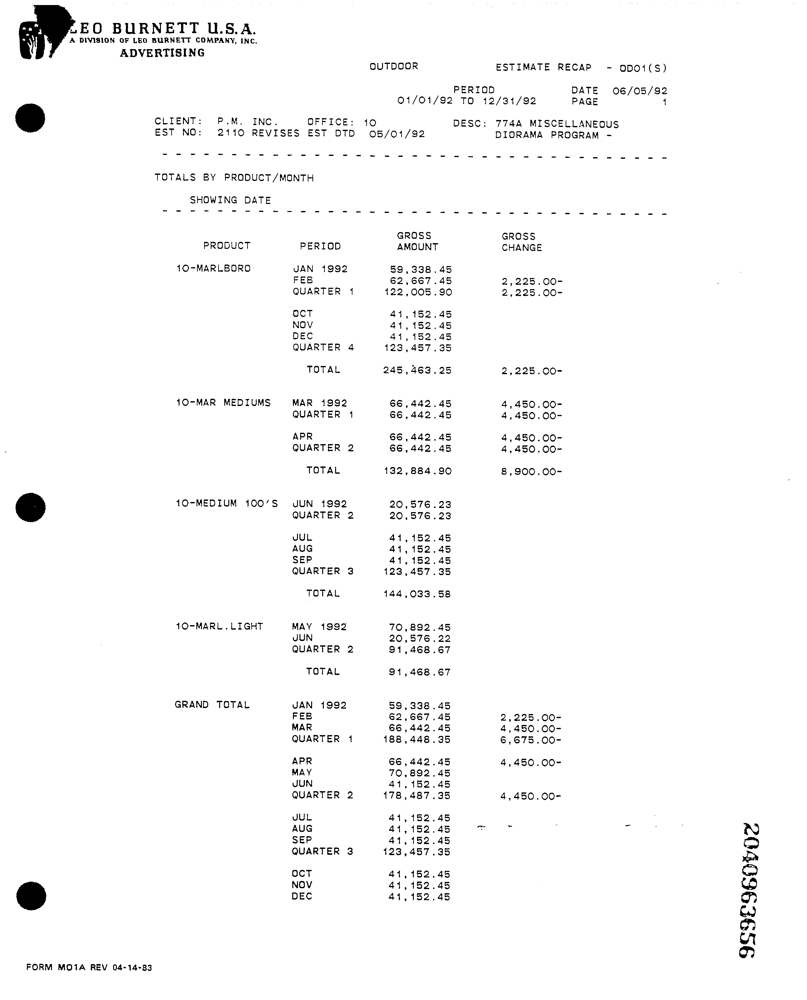 LEO BURNETT U.S.A.
A DIVISION OF LEO BURNETT COMPANY, INC.
ADVERTISING
OUTDOOR ESTIMATE RECAP - OD01(S)
PERIOD DATE 06/05/92
01/01/92 TO 12/31/92 PAGE 1
CLIENT: P.M. INC. OFFICE: 10 DESC: 774A MISCELLANEOUS
EST NO: 2110 REVISES EST DTD 05/01/92 DIORAMA PROGRAM -
- - - - - - - - - - - - - - - - - - - - - - - - - - - - - - - - - - -
TOTALS BY PRODUCT/MONTH
SHOWING DATE
- - - - - - - - - - - - - - - - - - - - - - - - - - - - - - - - - - -
GROSS GROSS
PRODUCT PERIOD AMOUNT CHANGE
10-MARLBORO JAN 1992 59,338.45
FEB 62,667.45 2,225.00-
QUARTER 1 122,005.90 2,225.00-
OCT 41,152.45
NOV 41,152.45
DEC 41,152.45
QUARTER 4 123,457.35
TOTAL 245,463.25 2,225.00-
10-MAR MEDIUMS MAR 1992 66,442.45 4,450.00-
QUARTER 1 66,442.45 4,450.00-
APR 66,442.45 4,450.00-
QUARTER 2 66,442.45 4,450.00-
TOTAL 132,884.90 8,900.00-
10-MEDIUM 100'S JUN 1992 20,576.23
QUARTER 2 20,576.23
JUL 41,152.45
AUG 41,152.45
SEP 41,152.45
QUARTER 3 123,457.35
TOTAL 144,033.58
10-MARL.LIGHT MAY 1992 70,892.45
JUN 20,576.22
QUARTER 2 91,468.67
TOTAL 91,468.67
GRAND TOTAL JAN 1992 59,338.45
FEB 62,667.45 2,225.00-
MAR 66,442.45 4,450.00-
QUARTER 1 188,448.35 6,675.00-
APR 66,442.45 4,450.00-
MAY 70,892.45
JUN 41,152.45
QUARTER 2 178,487.35 4,450.00-
JUL 41,152.45
AUG 41,152.45
SEP 41,152.45
QUARTER 3 123,457.35
OCT 41,152.45
NOV 41,152.45
DEC 41,152.45
2040963656
FORM MO1A REV 04-14-83